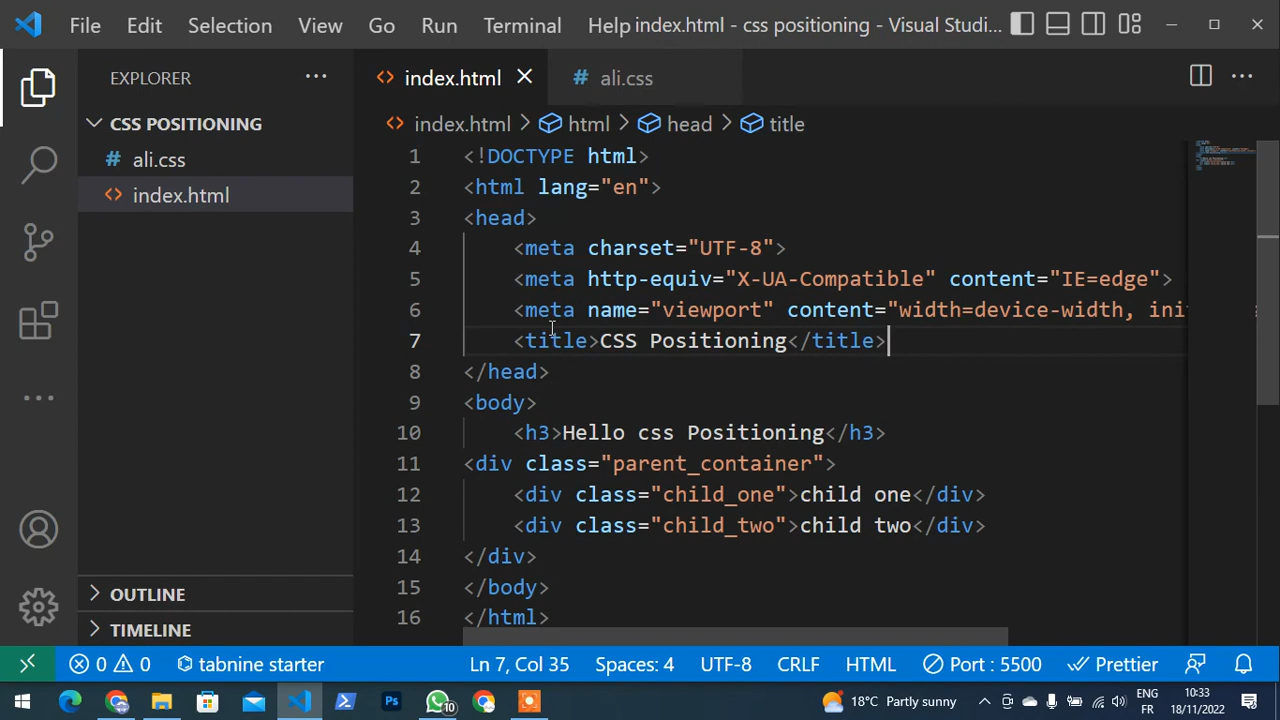 File Edit Selection View Go Run Terminal Help index.html - css positioning - Visual Studi...
EXPLORER ...
CSS POSITIONING
# ali.css
<> index.html
OUTLINE
TIMELINE
<> index.html × # ali.css
<> index.html > html > head > title
1 <!DOCTYPE html>
2 <html lang="en">
3 <head>
4 <meta charset="UTF-8">
5 <meta http-equiv="X-UA-Compatible" content="IE=edge">
6 <meta name="viewport" content="width=device-width, ini
7 <title>CSS Positioning</title>
8 </head>
9 <body>
10 <h3>Hello css Positioning</h3>
11 <div class="parent_container">
12 <div class="child_one">child one</div>
13 <div class="child_two">child two</div>
14 </div>
15 </body>
16 </html>
0 0 tabnine starter Ln 7, Col 35 Spaces: 4 UTF-8 CRLF HTML Port : 5500 Prettier
Ps 10 18°C Partly sunny ENG 10:33
FR 18/11/2022